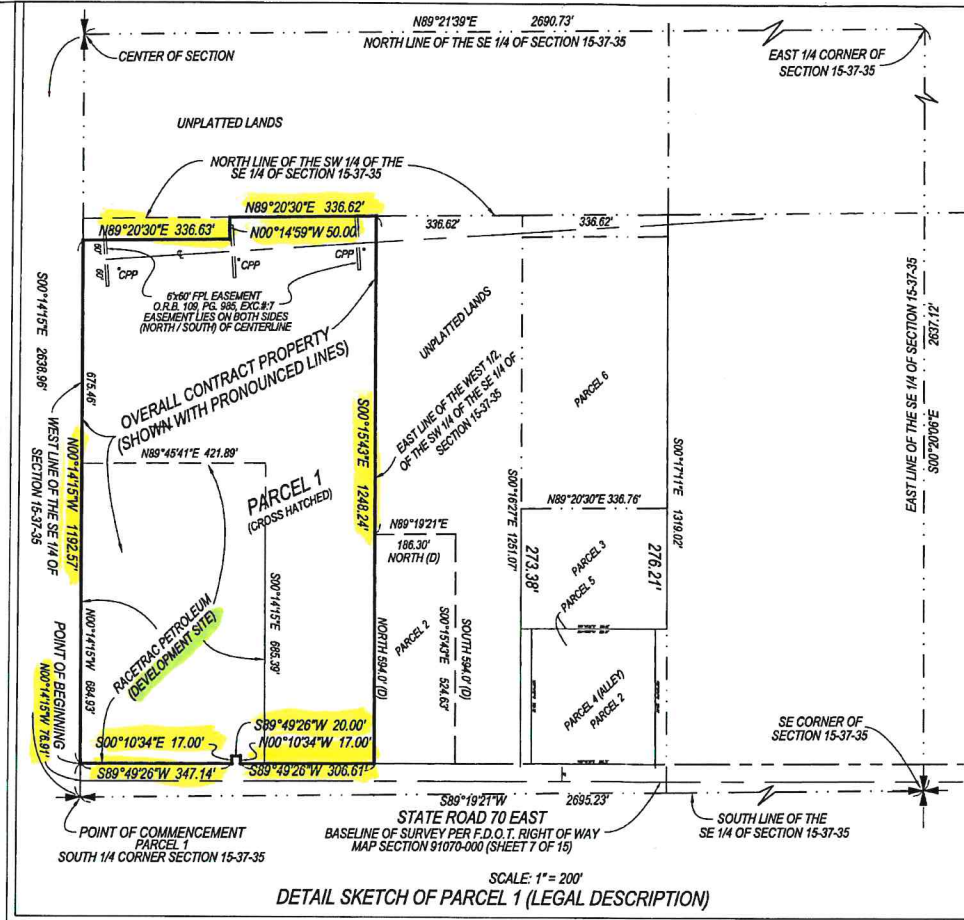 N89°21'39"E 2690.73'
NORTH LINE OF THE SE 1/4 OF SECTION 15-37-35
CENTER OF SECTION
EAST 1/4 CORNER OF
SECTION 15-37-35
UNPLATTED LANDS
NORTH LINE OF THE SW 1/4 OF THE
SE 1/4 OF SECTION 15-37-35
N89°20'30"E 336.62'
N89°20'30"E 336.63'
N00°14'59"W 50.00'
336.62'
336.62'
60'
60'
CPP
CPP
CPP
6'x60' FPL EASEMENT
O.R.B. 109, PG. 985, EXC.#:7
EASEMENT LIES ON BOTH SIDES
(NORTH / SOUTH) OF CENTERLINE
S00°14'15"E 2638.96'
WEST LINE OF THE SE 1/4 OF
SECTION 15-37-35
N00°14'15"W 1192.57'
675.46'
OVERALL CONTRACT PROPERTY
(SHOWN WITH PRONOUNCED LINES)
N89°45'41"E 421.89'
PARCEL 1
(CROSS HATCHED)
S00°15'43"E 1248.24'
UNPLATTED LANDS
EAST LINE OF THE WEST 1/2,
OF THE SW 1/4 OF THE SE 1/4 OF
SECTION 15-37-35
PARCEL 6
EAST LINE OF THE SE 1/4 OF SECTION 15-37-35
S00°20'06"E 2637.12'
S00°17'11"E 1319.02'
S00°16'27"E 1251.07'
N89°20'30"E 336.76'
N89°19'21"E
186.30'
NORTH (D)
273.38'
276.21'
PARCEL 3
PARCEL 5
S00°14'15"E 685.39'
RACETRAC PETROLEUM
(DEVELOPMENT SITE)
N00°14'15"W 684.93'
NORTH 594.0' (D)
PARCEL 2
S00°15'43"E 524.63'
SOUTH 594.0' (D)
PARCEL 4 (ALLEY)
PARCEL 2
POINT OF BEGINNING
N00°14'15"W 76.91'
S00°10'34"E 17.00'
S89°49'26"W 20.00'
N00°10'34"W 17.00'
S89°49'26"W 347.14'
S89°49'26"W 306.61'
SE CORNER OF
SECTION 15-37-35
S89°19'21"W 2695.23'
STATE ROAD 70 EAST
BASELINE OF SURVEY PER F.D.O.T. RIGHT OF WAY
MAP SECTION 91070-000 (SHEET 7 OF 15)
SOUTH LINE OF THE
SE 1/4 OF SECTION 15-37-35
POINT OF COMMENCEMENT
PARCEL 1
SOUTH 1/4 CORNER SECTION 15-37-35
SCALE: 1" = 200'
DETAIL SKETCH OF PARCEL 1 (LEGAL DESCRIPTION)